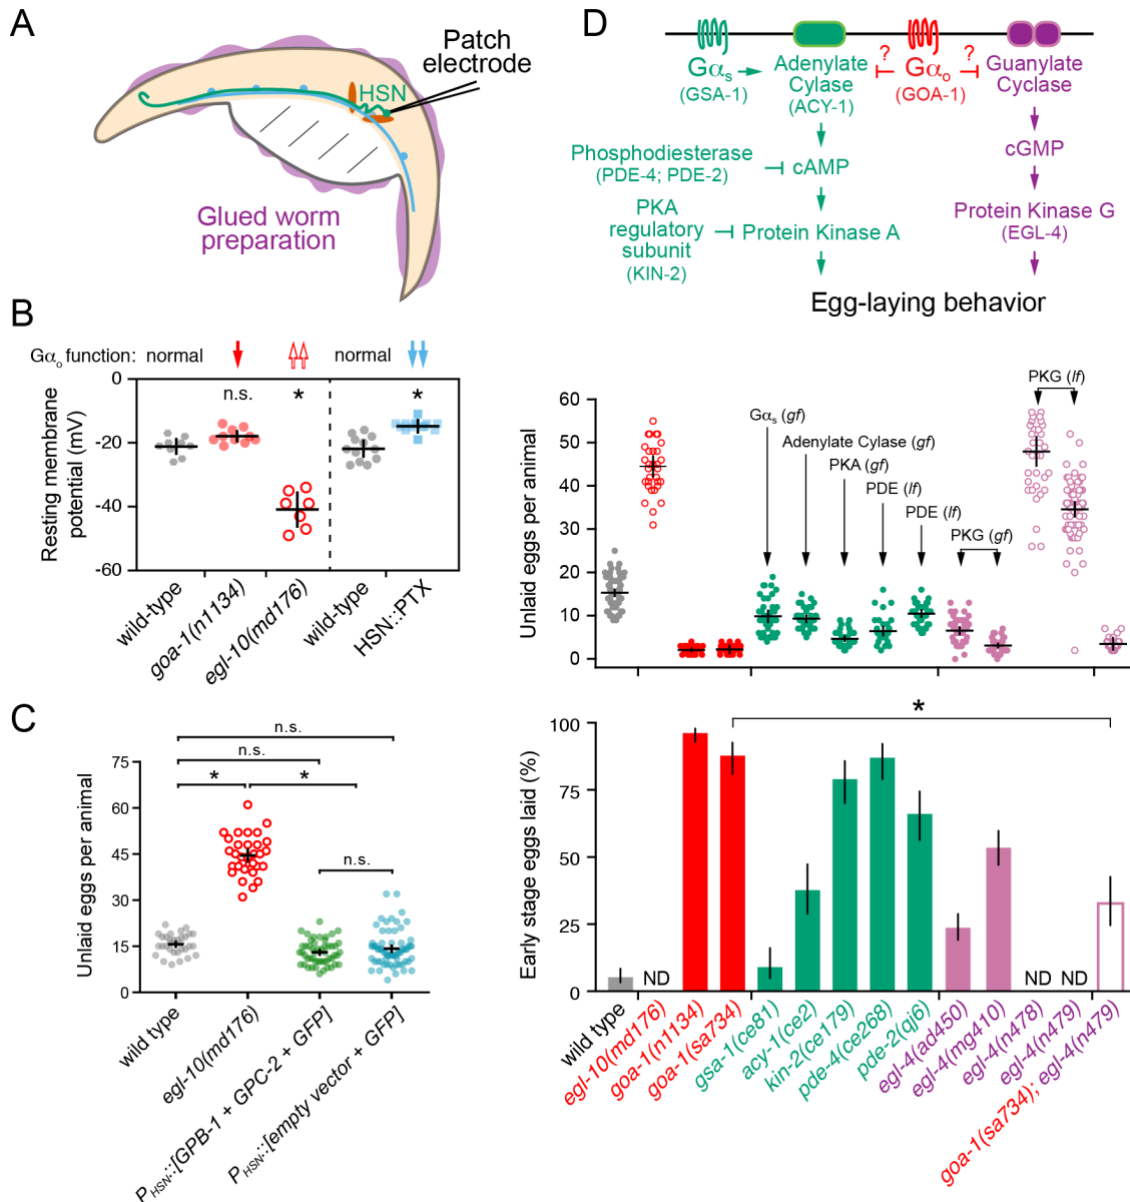 A
Patch
electrode
HSN
Glued worm
preparation
B
Gαo function: normal normal
Resting membrane
potential (mV)
0
-20
-40
-60
n.s.
*
*
wild-type
goa-1(n1134)
egl-10(md176)
wild-type
HSN::PTX
C
Unlaid eggs per animal
75
60
45
30
15
0
n.s.
n.s.
*
*
n.s.
wild type
egl-10(md176)
PHSN::[GPB-1 + GPC-2 + GFP]
PHSN::[empty vector + GFP]
D
Gαs
(GSA-1)
Adenylate
Cylase
(ACY-1)
?
Gαo
(GOA-1)
?
Guanylate
Cyclase
Phosphodiesterase
(PDE-4; PDE-2)
cAMP
cGMP
PKA
regulatory
subunit
(KIN-2)
Protein Kinase A
Protein Kinase G
(EGL-4)
Egg-laying behavior
Unlaid eggs per animal
60
50
40
30
20
10
0
Gαs (gf)
Adenylate Cylase (gf)
PKA (gf)
PDE (lf)
PDE (lf)
PKG (gf)
PKG (lf)
Early stage eggs laid (%)
100
75
50
25
0
*
ND
ND
ND
wild type
egl-10(md176)
goa-1(n1134)
goa-1(sa734)
gsa-1(ce81)
acy-1(ce2)
kin-2(ce179)
pde-4(ce268)
pde-2(qj6)
egl-4(ad450)
egl-4(mg410)
egl-4(n478)
egl-4(n479)
goa-1(sa734); egl-4(n479)